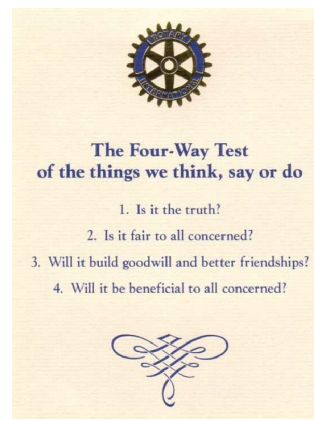 ROTARY
INTERNATIONAL
The Four-Way Test
of the things we think, say or do
1. Is it the truth?
2. Is it fair to all concerned?
3. Will it build goodwill and better friendships?
4. Will it be beneficial to all concerned?